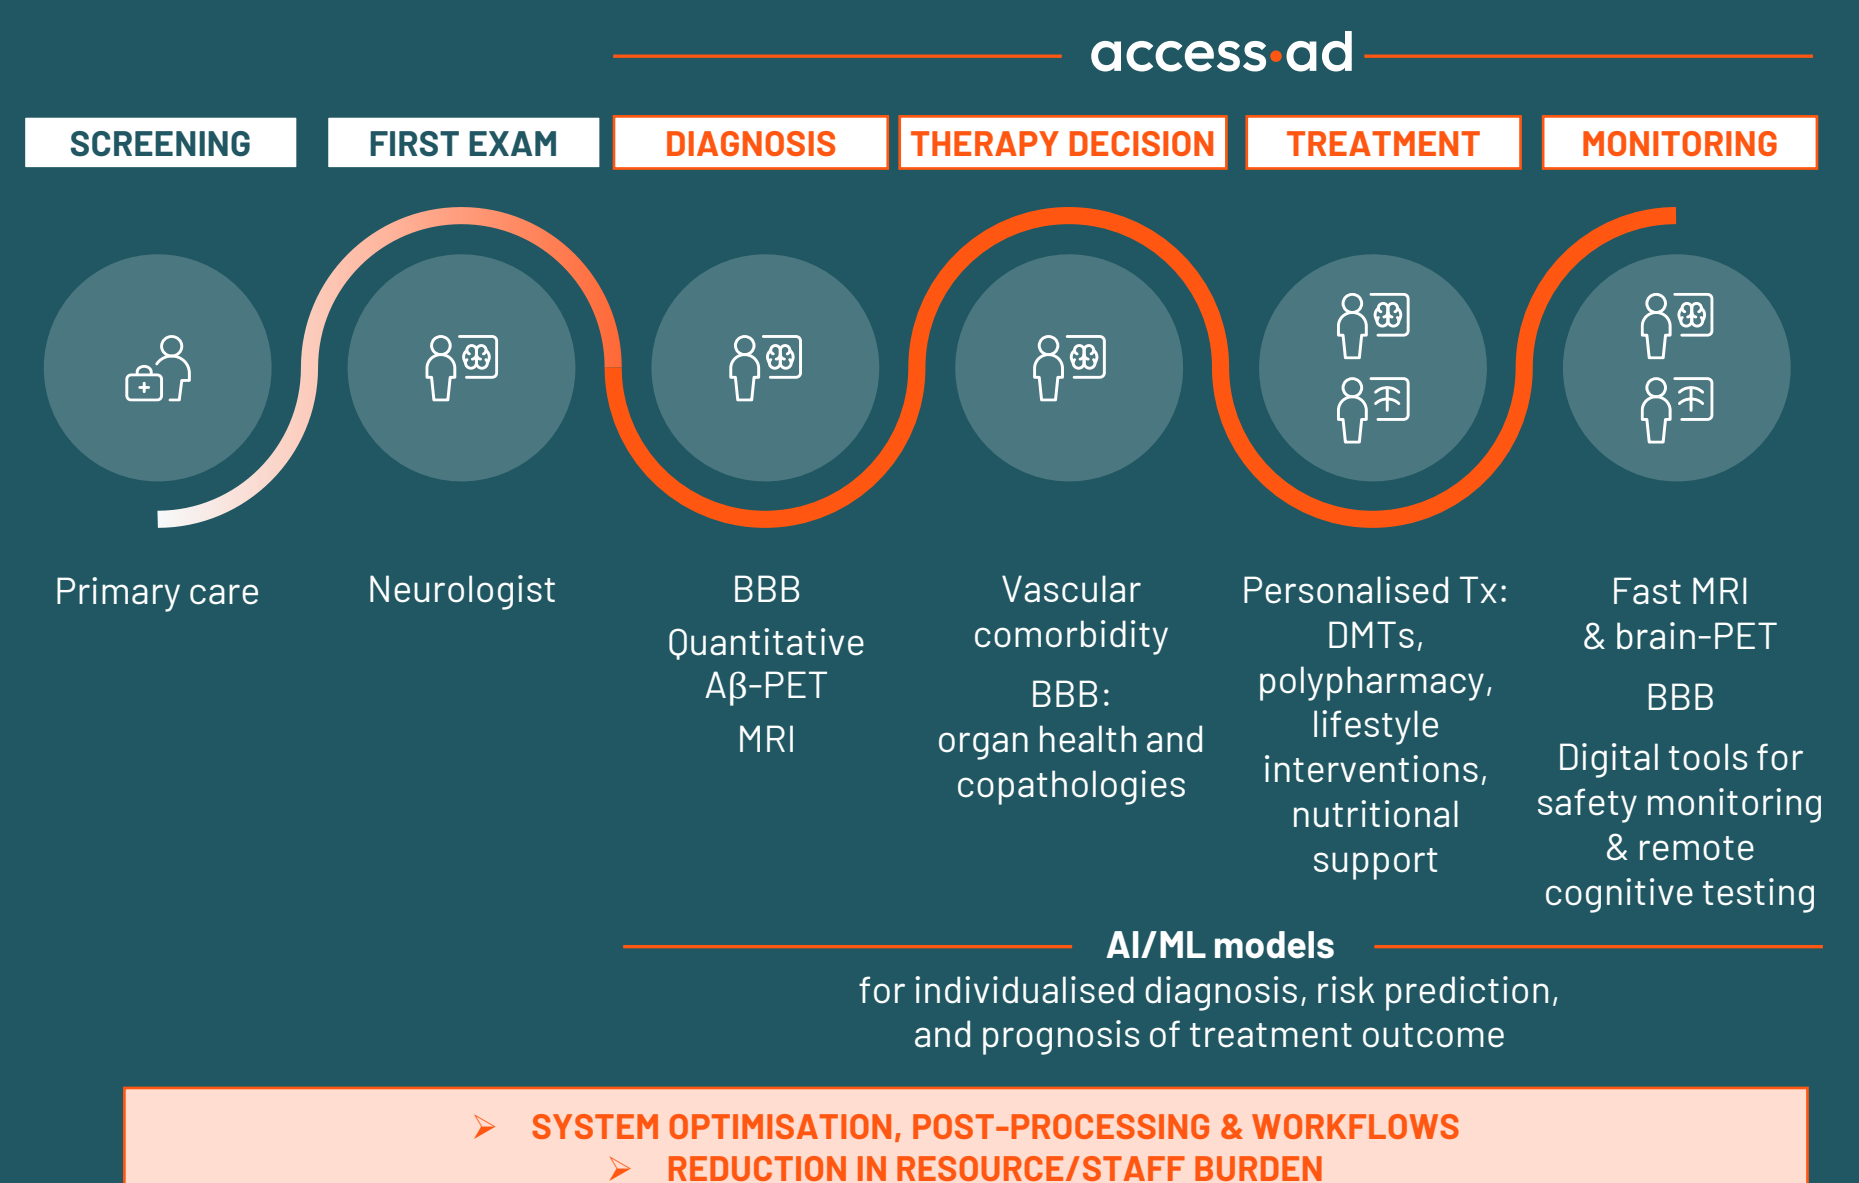 access•ad
SCREENING
FIRST EXAM
DIAGNOSIS
THERAPY DECISION
TREATMENT
MONITORING
Primary care
Neurologist
BBB
Quantitative
Aβ-PET
MRI
Vascular
comorbidity
BBB:
organ health and
copathologies
Personalised Tx:
DMTs,
polypharmacy,
lifestyle
interventions,
nutritional
support
Fast MRI
& brain-PET
BBB
Digital tools for
safety monitoring
& remote
cognitive testing
AI/ML models
for individualised diagnosis, risk prediction,
and prognosis of treatment outcome
➢ SYSTEM OPTIMISATION, POST-PROCESSING & WORKFLOWS
➢ REDUCTION IN RESOURCE/STAFF BURDEN